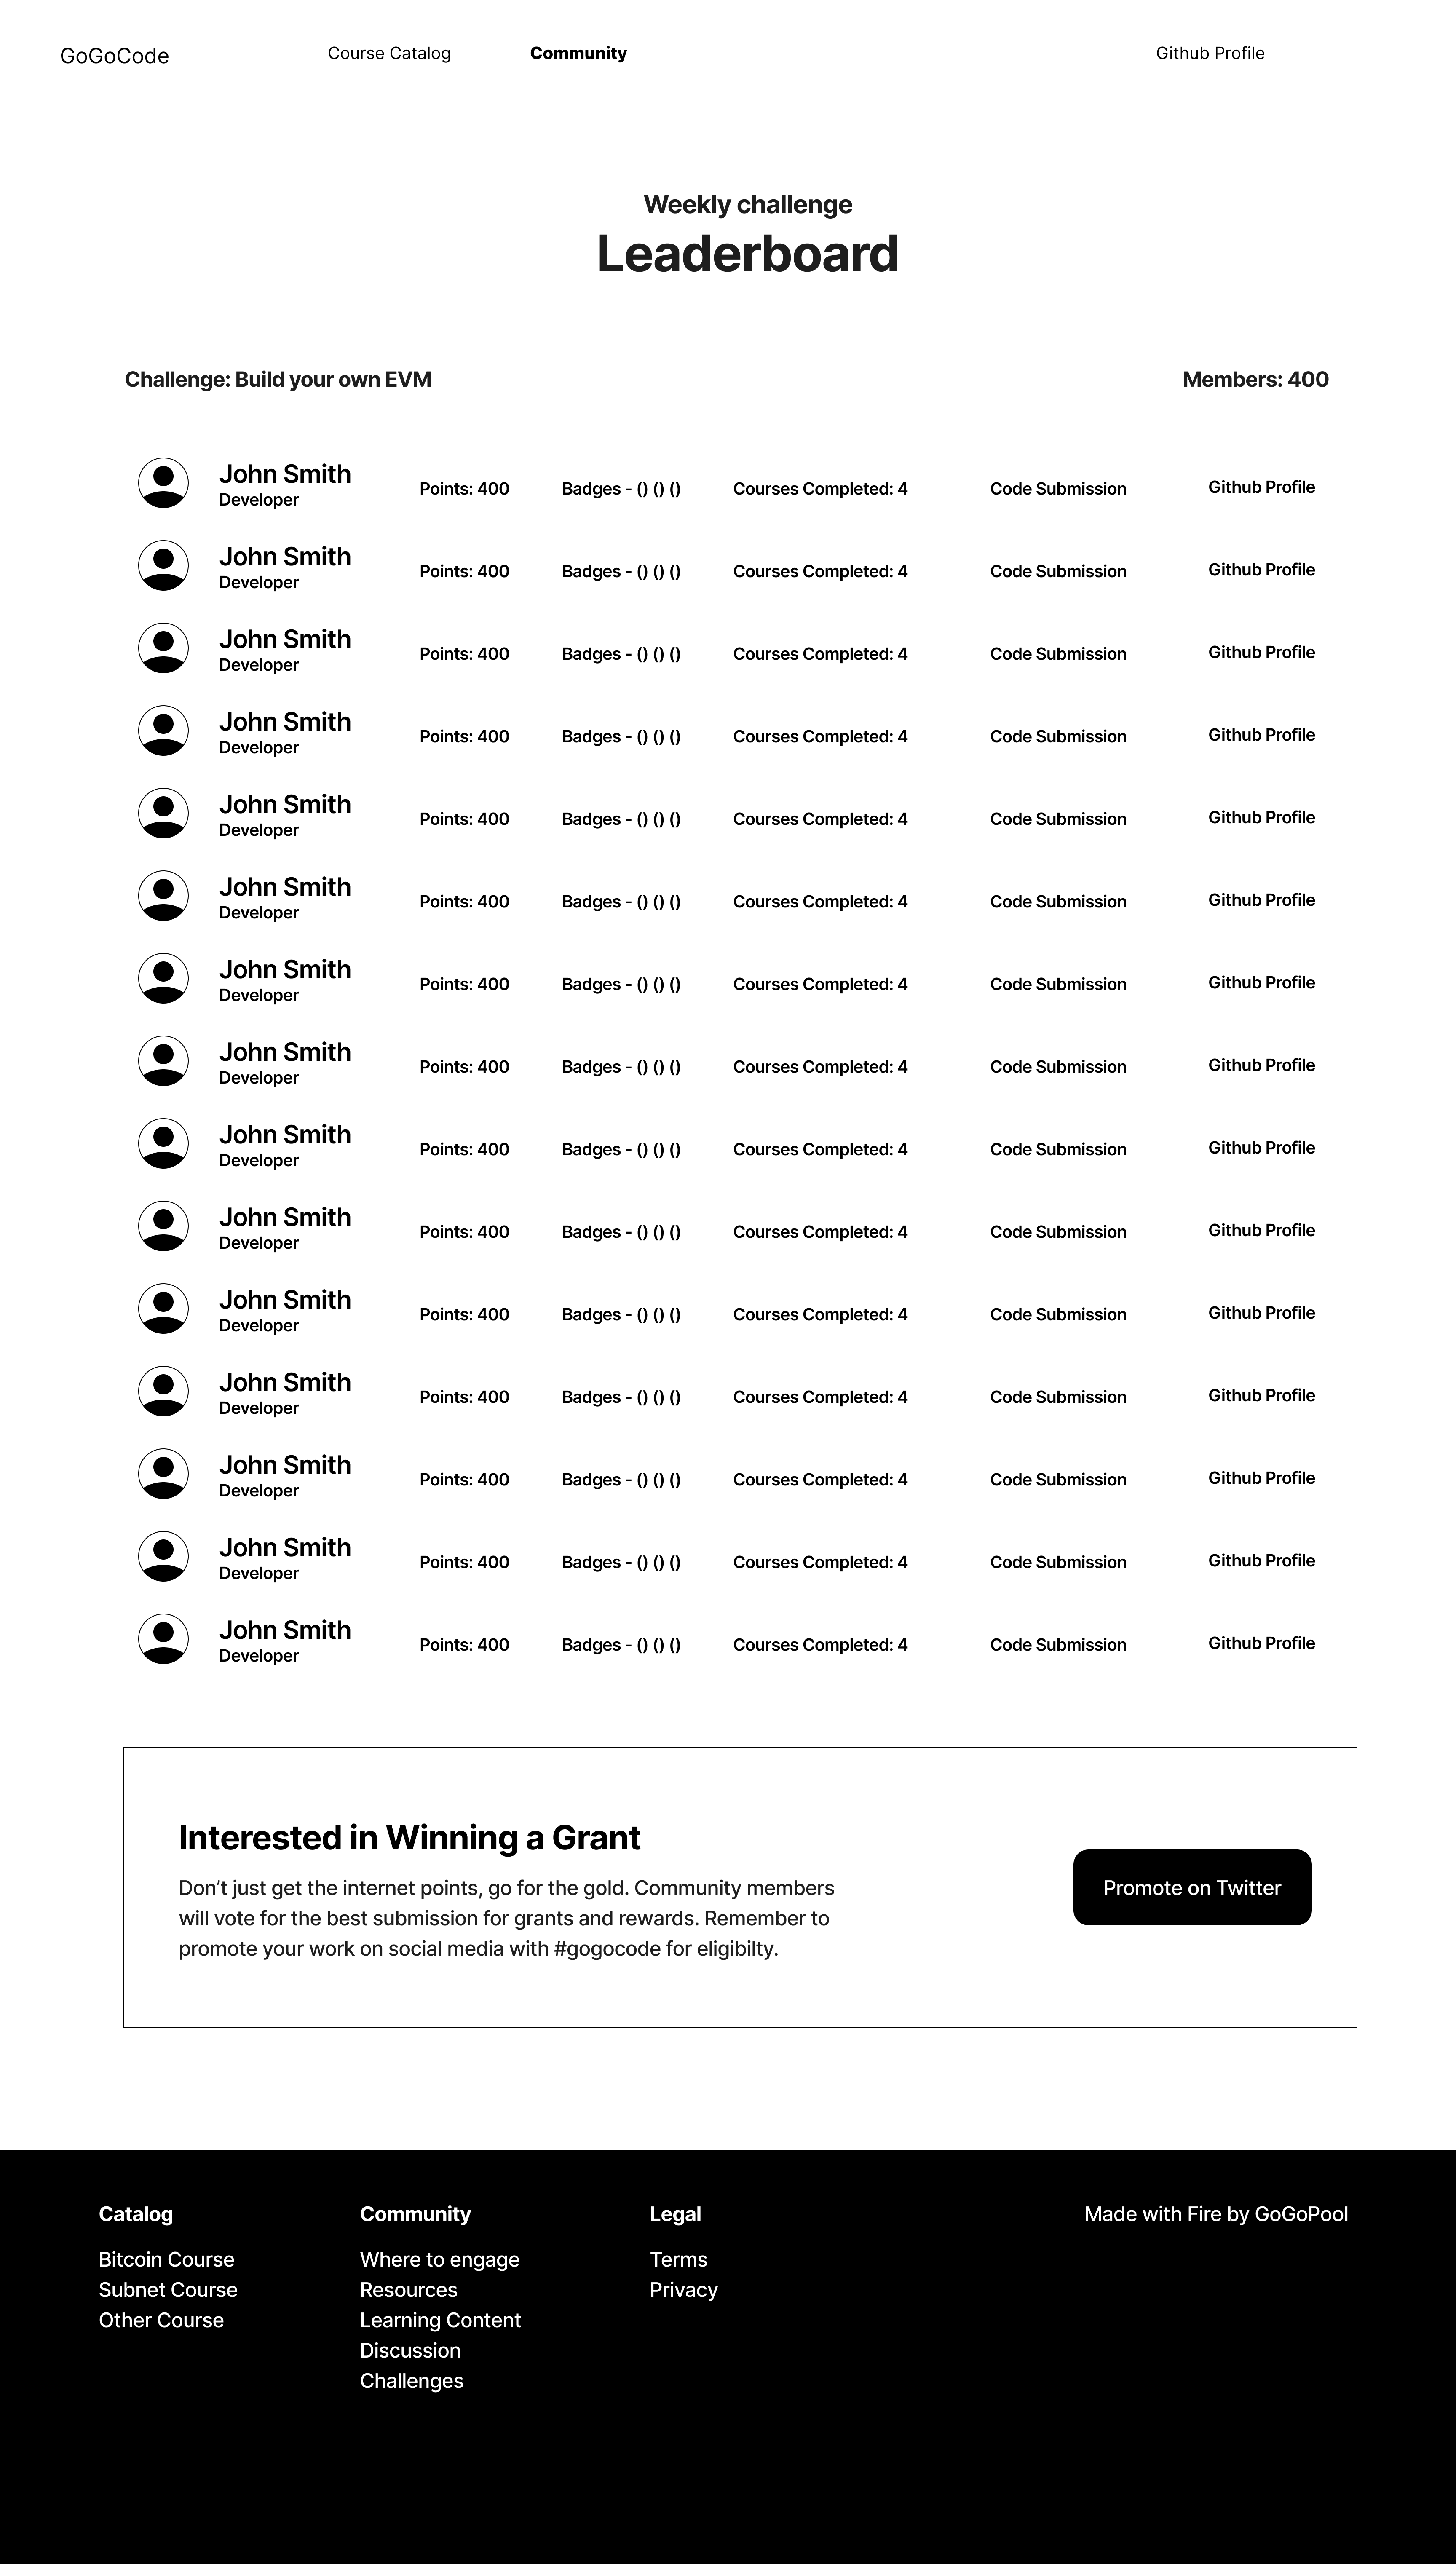 GoGoCode
Course Catalog
Community
Github Profile
Weekly challenge
Leaderboard
Challenge: Build your own EVM
Members: 400
John Smith
Developer
Points: 400
Badges - () () ()
Courses Completed: 4
Code Submission
Github Profile
John Smith
Developer
Points: 400
Badges - () () ()
Courses Completed: 4
Code Submission
Github Profile
John Smith
Developer
Points: 400
Badges - () () ()
Courses Completed: 4
Code Submission
Github Profile
John Smith
Developer
Points: 400
Badges - () () ()
Courses Completed: 4
Code Submission
Github Profile
John Smith
Developer
Points: 400
Badges - () () ()
Courses Completed: 4
Code Submission
Github Profile
John Smith
Developer
Points: 400
Badges - () () ()
Courses Completed: 4
Code Submission
Github Profile
John Smith
Developer
Points: 400
Badges - () () ()
Courses Completed: 4
Code Submission
Github Profile
John Smith
Developer
Points: 400
Badges - () () ()
Courses Completed: 4
Code Submission
Github Profile
John Smith
Developer
Points: 400
Badges - () () ()
Courses Completed: 4
Code Submission
Github Profile
John Smith
Developer
Points: 400
Badges - () () ()
Courses Completed: 4
Code Submission
Github Profile
John Smith
Developer
Points: 400
Badges - () () ()
Courses Completed: 4
Code Submission
Github Profile
John Smith
Developer
Points: 400
Badges - () () ()
Courses Completed: 4
Code Submission
Github Profile
John Smith
Developer
Points: 400
Badges - () () ()
Courses Completed: 4
Code Submission
Github Profile
John Smith
Developer
Points: 400
Badges - () () ()
Courses Completed: 4
Code Submission
Github Profile
John Smith
Developer
Points: 400
Badges - () () ()
Courses Completed: 4
Code Submission
Github Profile
Interested in Winning a Grant
Don’t just get the internet points, go for the gold. Community members
will vote for the best submission for grants and rewards. Remember to
promote your work on social media with #gogocode for eligibilty.
Promote on Twitter
Catalog
Bitcoin Course
Subnet Course
Other Course
Community
Where to engage
Resources
Learning Content
Discussion
Challenges
Legal
Terms
Privacy
Made with Fire by GoGoPool